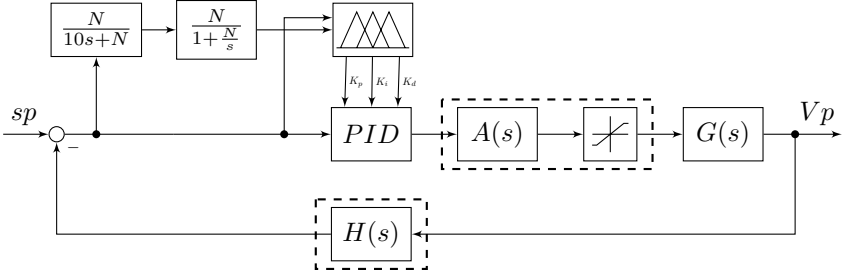 N
10s+N
N
1+N/s
K_p K_i K_d
sp
−
PID
A(s)
G(s)
Vp
H(s)